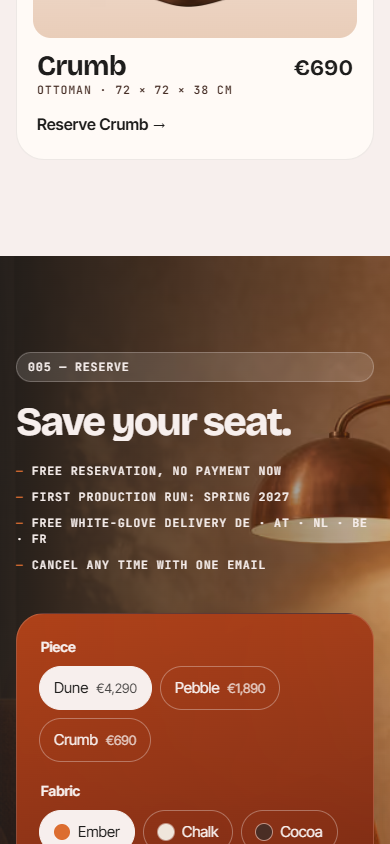 Crumb €690
OTTOMAN · 72 × 72 × 38 CM
Reserve Crumb →
005 — RESERVE
Save your seat.
— FREE RESERVATION, NO PAYMENT NOW
— FIRST PRODUCTION RUN: SPRING 2027
— FREE WHITE-GLOVE DELIVERY DE · AT · NL · BE
· FR
— CANCEL ANY TIME WITH ONE EMAIL
Piece
Dune €4,290 Pebble €1,890
Crumb €690
Fabric
Ember Chalk Cocoa